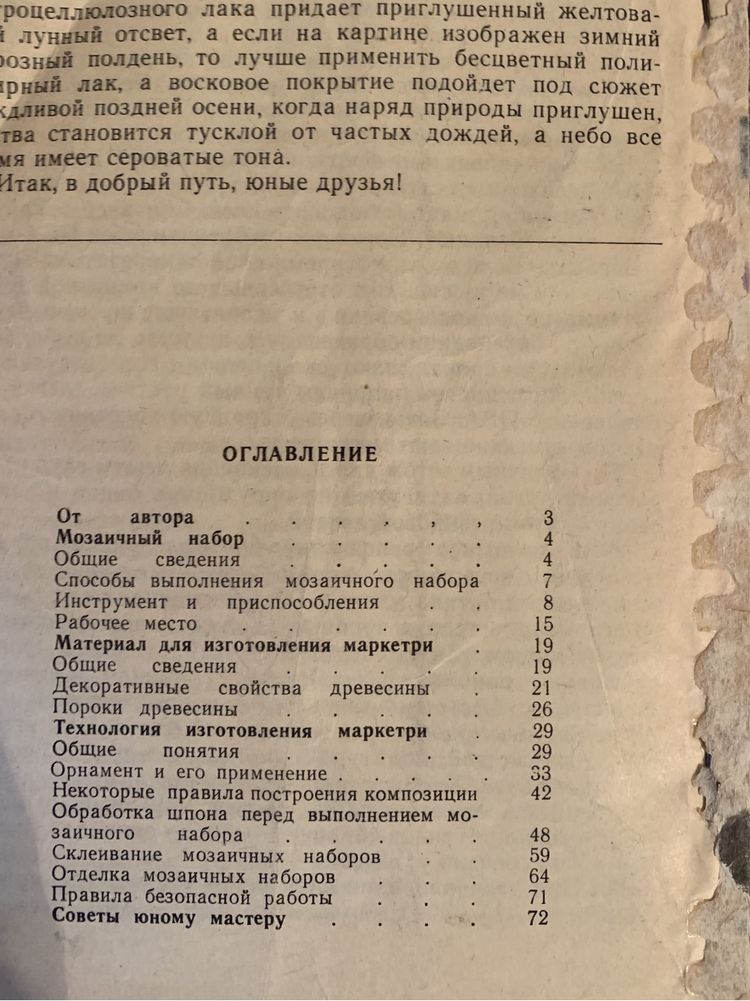 троцеллюлозного лака придает приглушенный желтова-
й лунный отсвет, а если на картине изображен зимний
розный полдень, то лучше применить бесцветный поли-
ирный лак, а восковое покрытие подойдет под сюжет
ждливой поздней осени, когда наряд природы приглушен,
тва становится тусклой от частых дождей, а небо все
мя имеет сероватые тона.
Итак, в добрый путь, юные друзья!
ОГЛАВЛЕНИЕ
От автора . . . . , , 3
Мозаичный набор . . . . . 4
Общие сведения . . . . . 4
Способы выполнения мозаичного набора 7
Инструмент и приспособления . . 8
Рабочее место . . . . . . 15
Материал для изготовления маркетри . 19
Общие сведения . . . . . 19
Декоративные свойства древесины . 21
Пороки древесины . . . . . 26
Технология изготовления маркетри . 29
Общие понятия . . . . . 29
Орнамент и его применение . . . . . 33
Некоторые правила построения композиции 42
Обработка шпона перед выполнением мо-
заичного набора . . . . . 48
Склеивание мозаичных наборов . . 59
Отделка мозаичных наборов . . . 64
Правила безопасной работы . . . 71
Советы юному мастеру . . . . 72